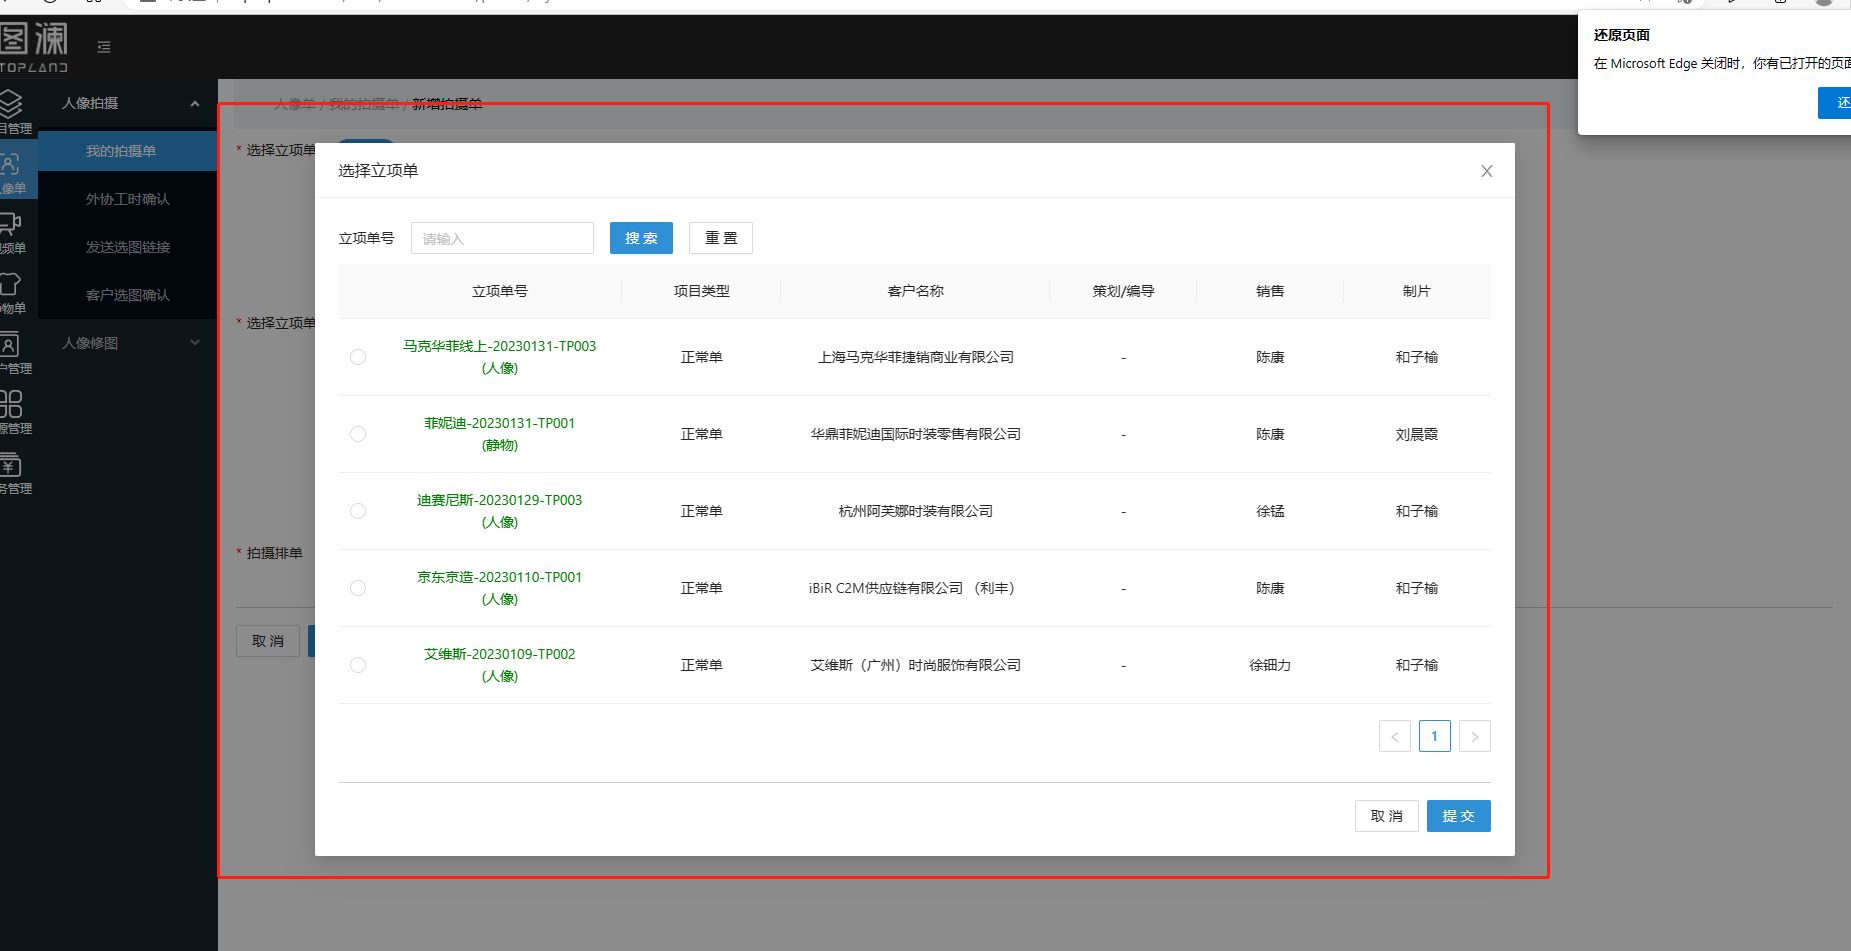 图澜
TOPLAND
还原页面
在 Microsoft Edge 关闭时，你有已打开的页面
还
目管理
像单
频单
物单
户管理
源管理
务管理
人像拍摄
我的拍摄单
外协工时确认
发送选图链接
客户选图确认
人像修图
人像单 / 我的拍摄单 / 新增拍摄单
* 选择立项单
* 选择立项单
* 拍摄排单
取 消
选择立项单
立项单号 请输入 搜 索 重 置
立项单号 项目类型 客户名称 策划/编导 销售 制片
马克华菲线上-20230131-TP003
(人像)
正常单 上海马克华菲捷销商业有限公司 - 陈康 和子榆
菲妮迪-20230131-TP001
(静物)
正常单 华鼎菲妮迪国际时装零售有限公司 - 陈康 刘晨霞
迪赛尼斯-20230129-TP003
(人像)
正常单 杭州阿芙娜时装有限公司 - 徐锰 和子榆
京东京造-20230110-TP001
(人像)
正常单 iBiR C2M供应链有限公司 （利丰） - 陈康 和子榆
艾维斯-20230109-TP002
(人像)
正常单 艾维斯（广州）时尚服饰有限公司 - 徐钿力 和子榆
< 1 >
取 消 提 交